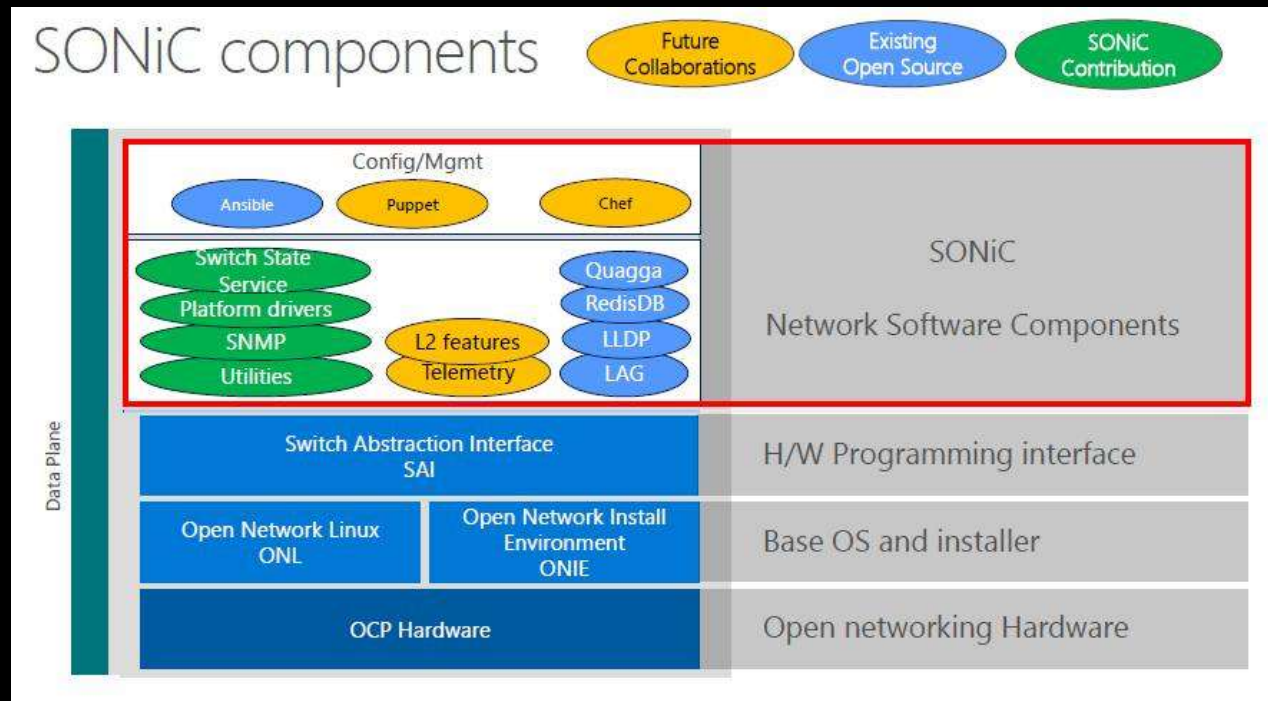 SONiC components
Future
Collaborations
Existing
Open Source
SONiC
Contribution
Config/Mgmt
Ansible
Puppet
Chef
Switch State
Service
Platform drivers
SNMP
Utilities
L2 features
Telemetry
Quagga
RedisDB
LLDP
LAG
SONiC
Network Software Components
Data Plane
Switch Abstraction Interface
SAI
H/W Programming interface
Open Network Linux
ONL
Open Network Install
Environment
ONIE
Base OS and installer
OCP Hardware
Open networking Hardware